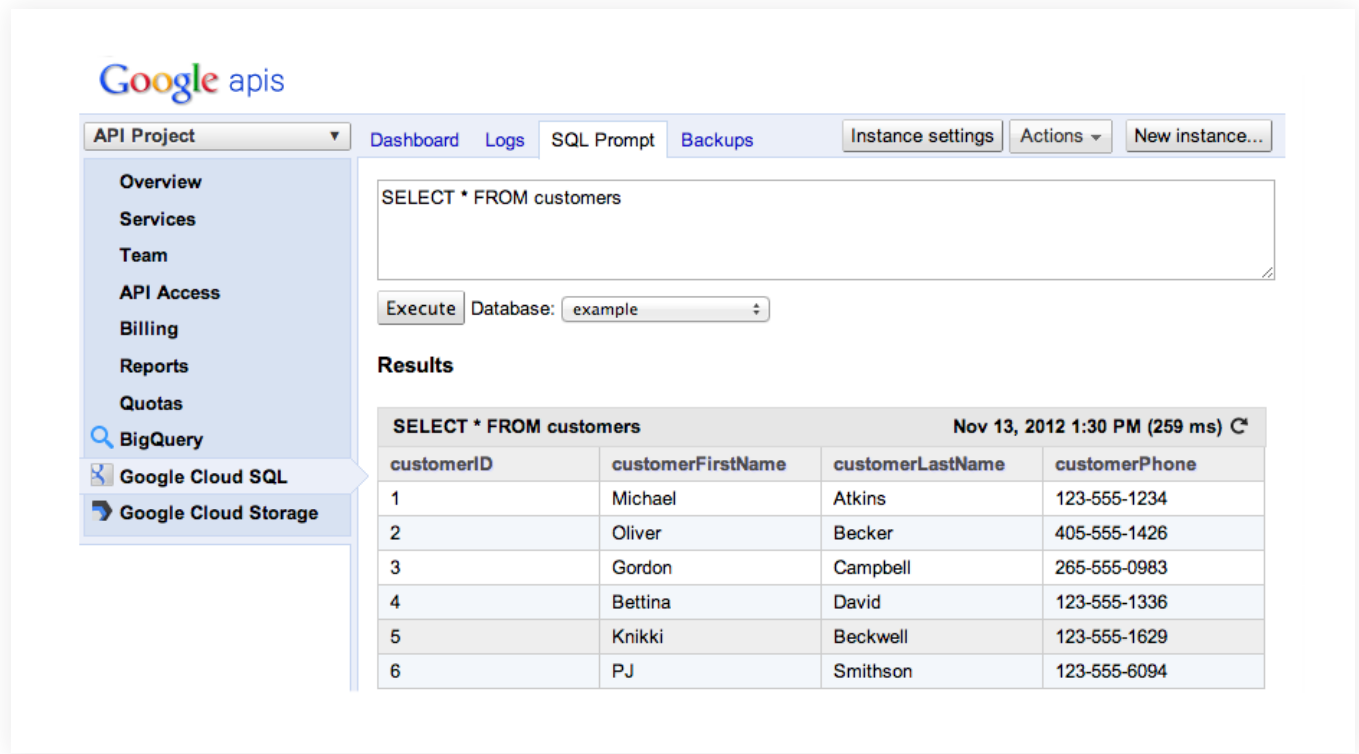 Google apis
API Project ▼ Dashboard Logs SQL Prompt Backups Instance settings Actions New instance...
Overview
Services
Team
API Access
Billing
Reports
Quotas
BigQuery
Google Cloud SQL
Google Cloud Storage
SELECT * FROM customers
Execute Database: example
Results
SELECT * FROM customers Nov 13, 2012 1:30 PM (259 ms)
customerID customerFirstName customerLastName customerPhone
1 Michael Atkins 123-555-1234
2 Oliver Becker 405-555-1426
3 Gordon Campbell 265-555-0983
4 Bettina David 123-555-1336
5 Knikki Beckwell 123-555-1629
6 PJ Smithson 123-555-6094